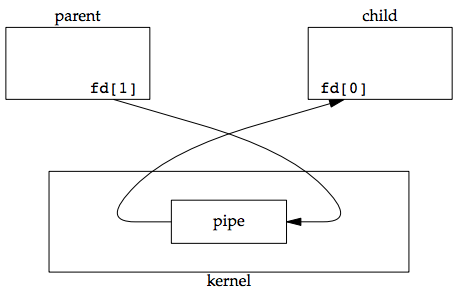 parent
child
fd[1]
fd[0]
pipe
kernel